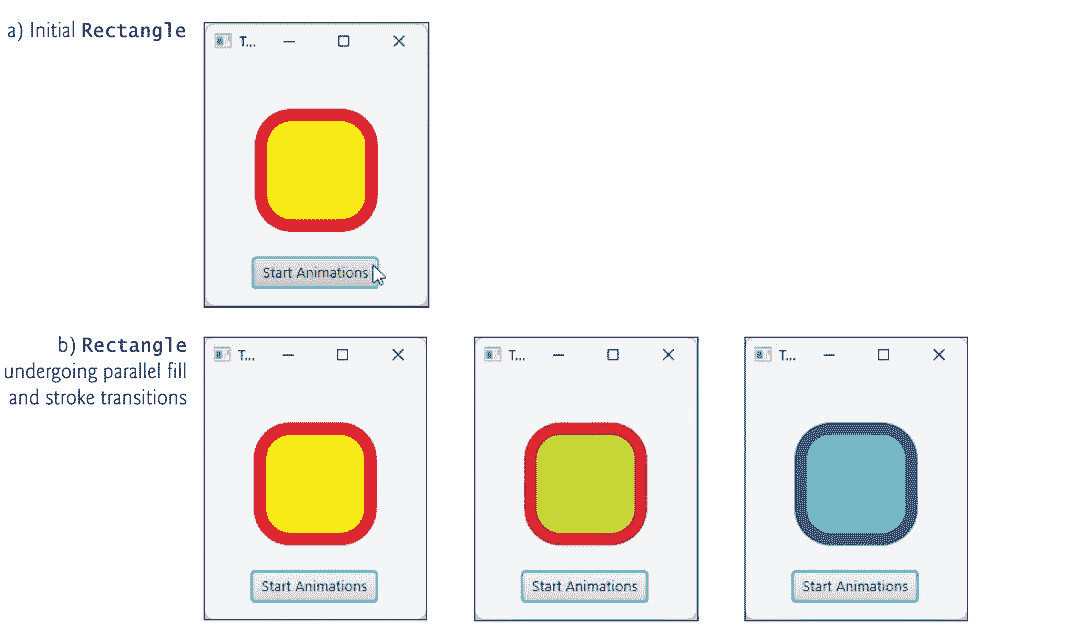 a) Initial Rectangle
T...
Start Animations
b) Rectangle
undergoing parallel fill
and stroke transitions
T...
Start Animations
T...
Start Animations
T...
Start Animations